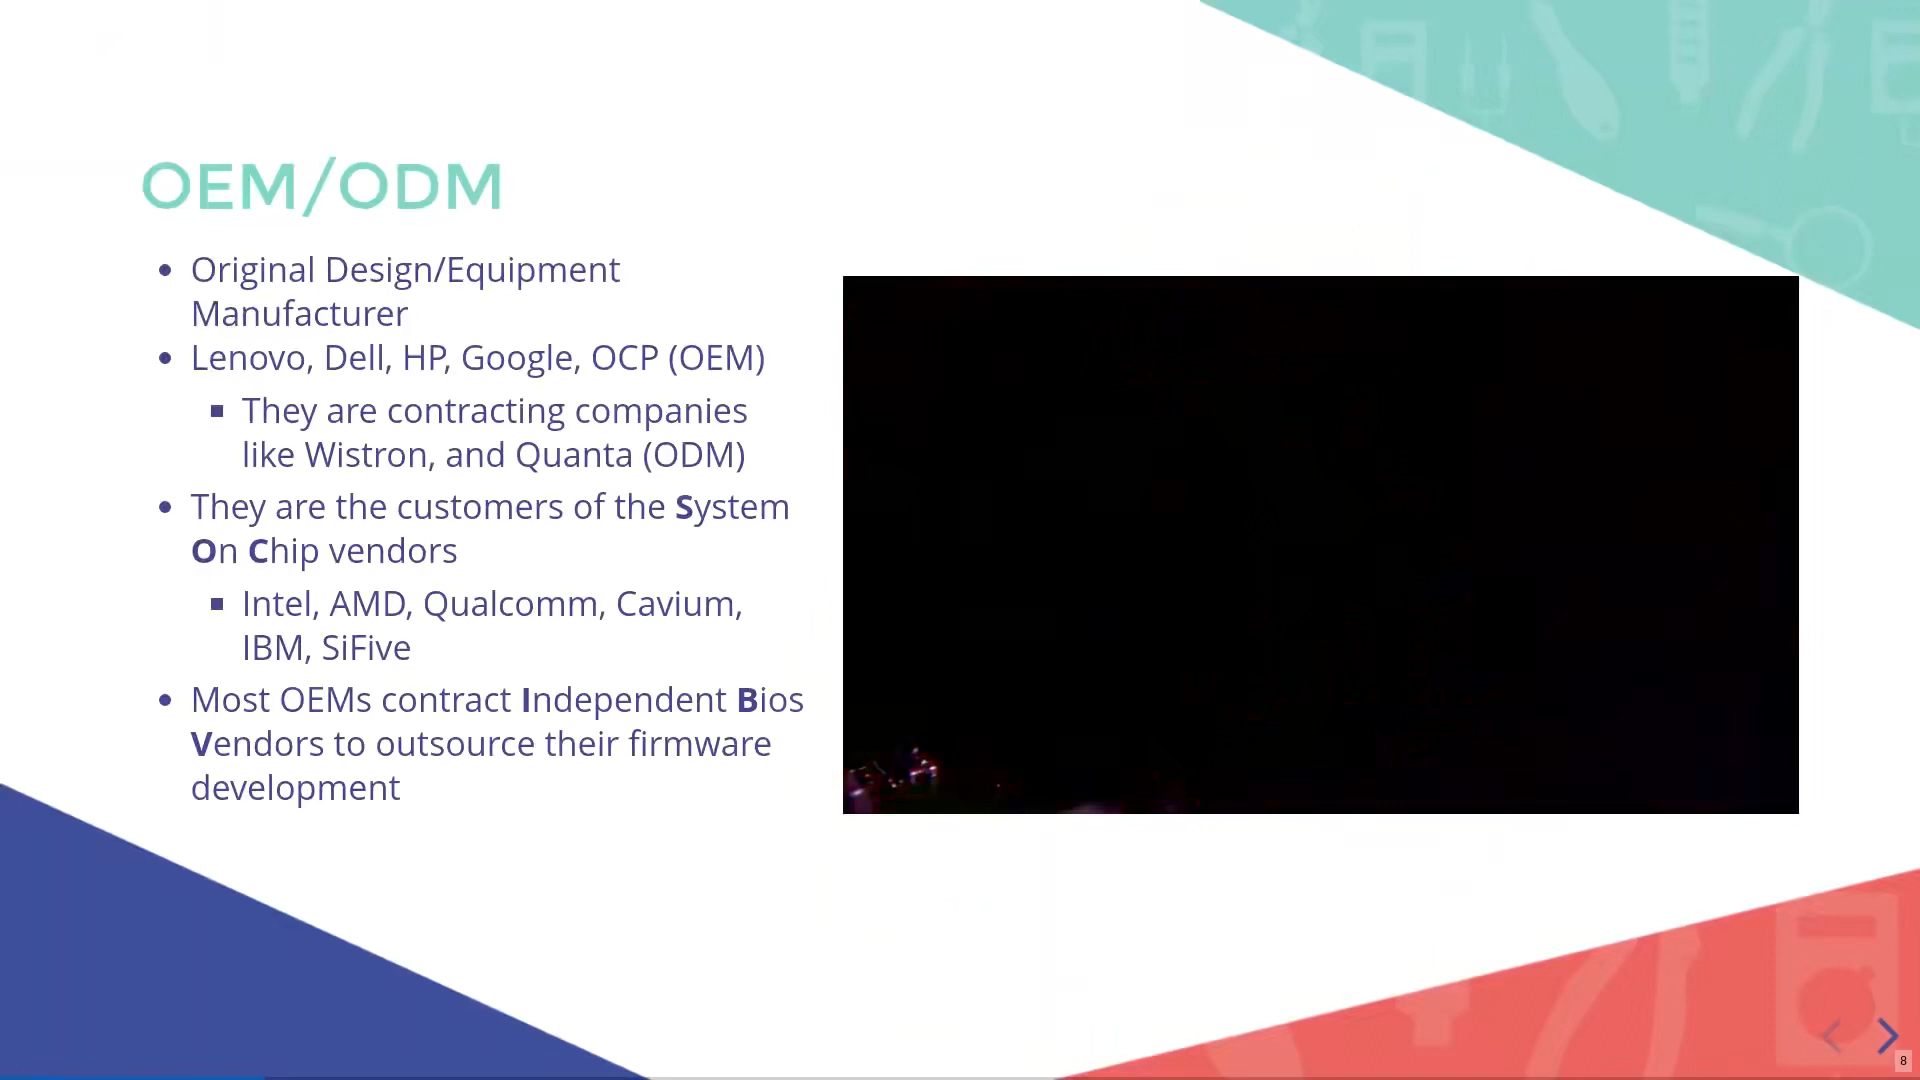 OEM/ODM
Original Design/Equipment
Manufacturer
Lenovo, Dell, HP, Google, OCP (OEM)
They are contracting companies
like Wistron, and Quanta (ODM)
They are the customers of the System
On Chip vendors
Intel, AMD, Qualcomm, Cavium,
IBM, SiFive
Most OEMs contract Independent Bios
Vendors to outsource their firmware
development
8